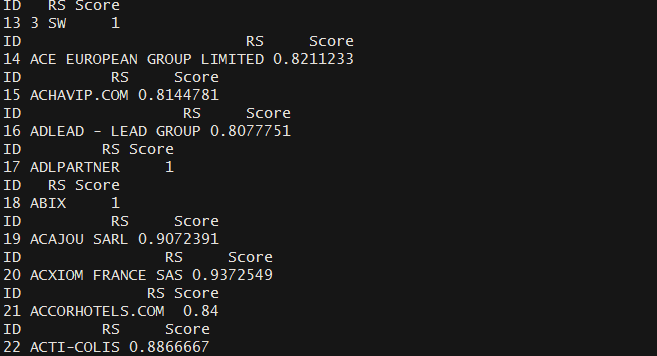 ID   RS Score
13 3 SW     1
ID                         RS     Score
14 ACE EUROPEAN GROUP LIMITED 0.8211233
ID          RS     Score
15 ACHAVIP.COM 0.8144781
ID                  RS     Score
16 ADLEAD - LEAD GROUP 0.8077751
ID         RS Score
17 ADLPARTNER     1
ID   RS Score
18 ABIX     1
ID          RS     Score
19 ACAJOU SARL 0.9072391
ID                RS     Score
20 ACXIOM FRANCE SAS 0.9372549
ID              RS Score
21 ACCORHOTELS.COM  0.84
ID         RS     Score
22 ACTI-COLIS 0.8866667